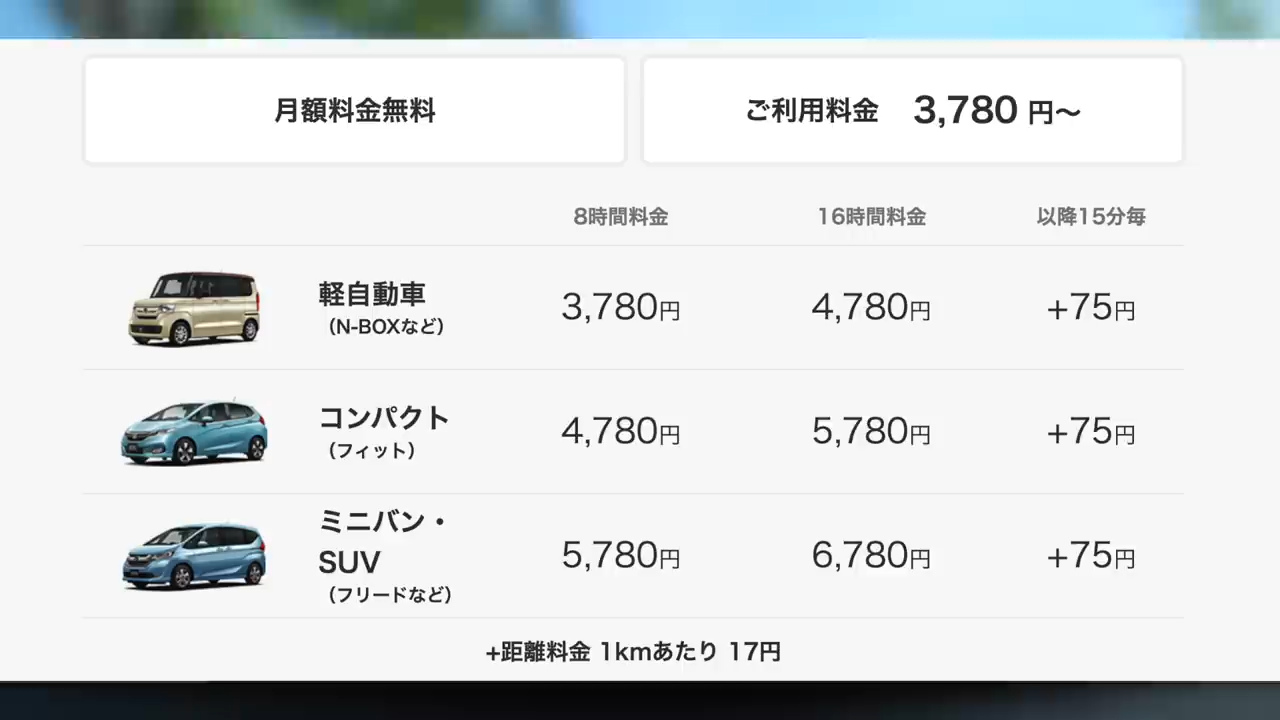 月額料金無料
ご利用料金 3,780 円〜
8時間料金 16時間料金 以降15分毎
軽自動車
（N-BOXなど）
3,780円 4,780円 +75円
コンパクト
（フィット）
4,780円 5,780円 +75円
ミニバン・
SUV
（フリードなど）
5,780円 6,780円 +75円
+距離料金 1kmあたり 17円